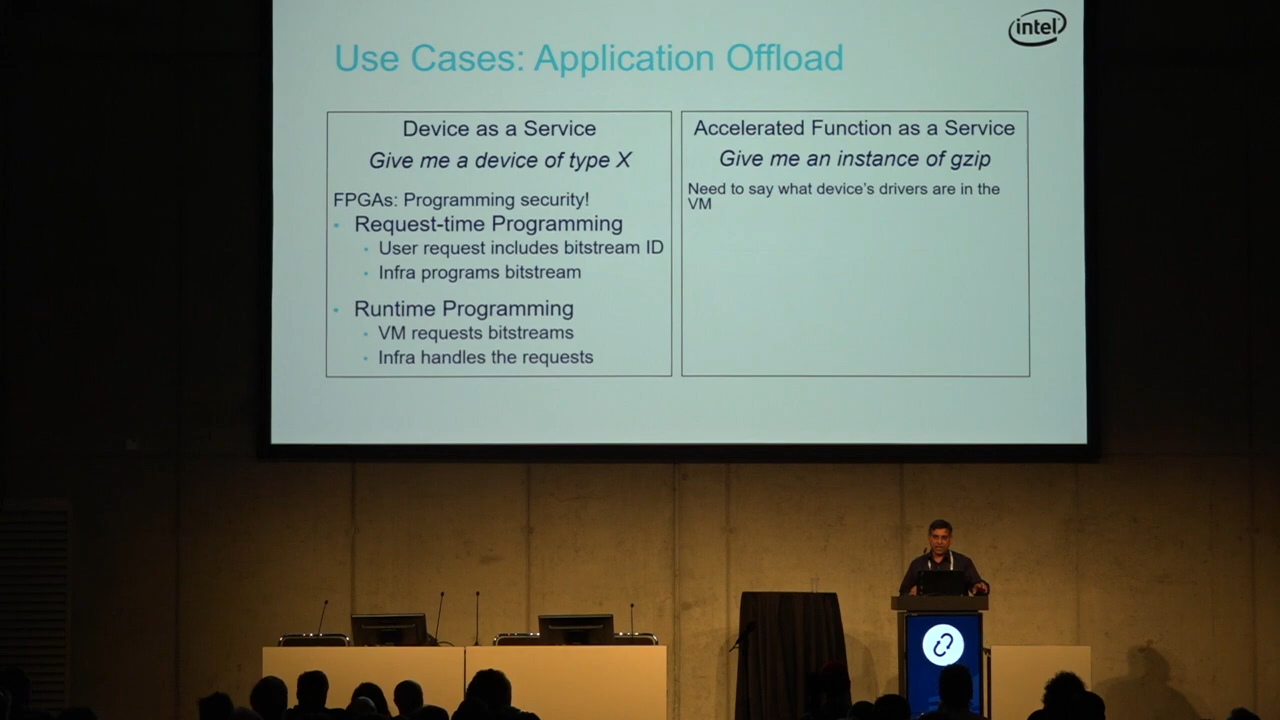 intel
Use Cases: Application Offload
Device as a Service
Give me a device of type X
FPGAs: Programming security!
• Request-time Programming
• User request includes bitstream ID
• Infra programs bitstream
• Runtime Programming
• VM requests bitstreams
• Infra handles the requests
Accelerated Function as a Service
Give me an instance of gzip
Need to say what device's drivers are in the
VM